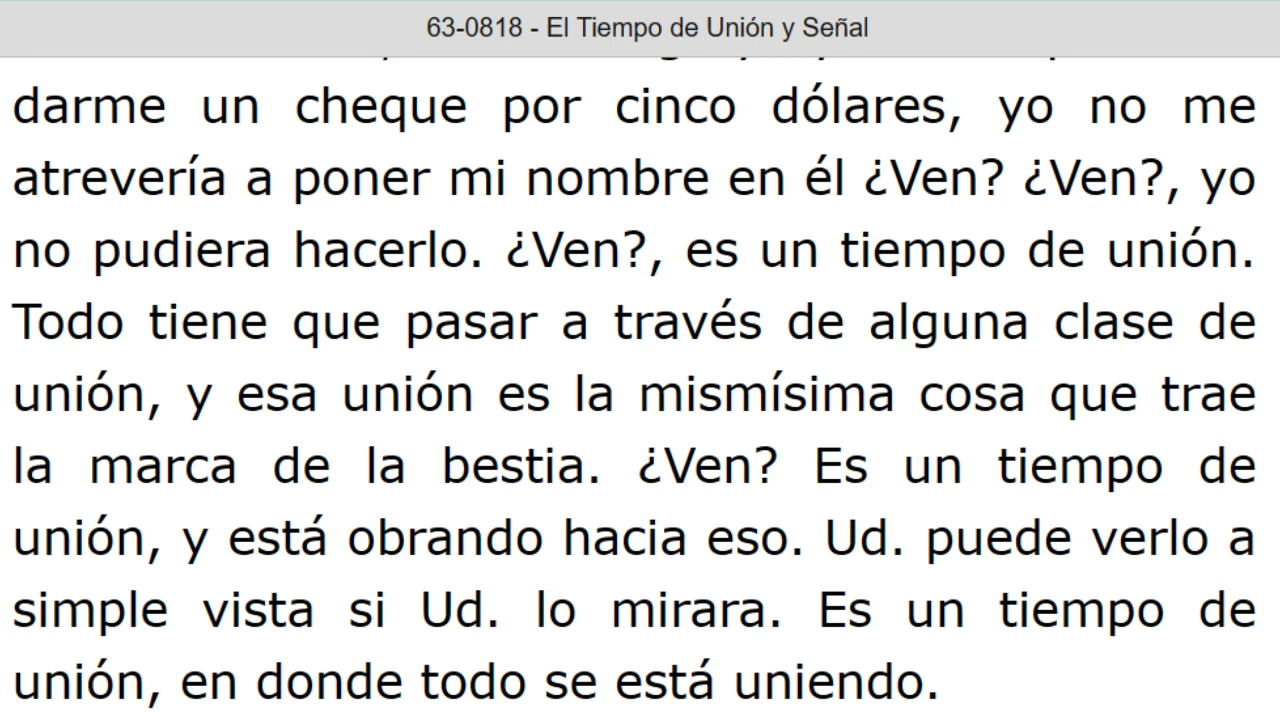 63-0818 - El Tiempo de Unión y Señal
darme un cheque por cinco dólares, yo no me
atrevería a poner mi nombre en él ¿Ven? ¿Ven?, yo
no pudiera hacerlo. ¿Ven?, es un tiempo de unión.
Todo tiene que pasar a través de alguna clase de
unión, y esa unión es la mismísima cosa que trae
la marca de la bestia. ¿Ven? Es un tiempo de
unión, y está obrando hacia eso. Ud. puede verlo a
simple vista si Ud. lo mirara. Es un tiempo de
unión, en donde todo se está uniendo.